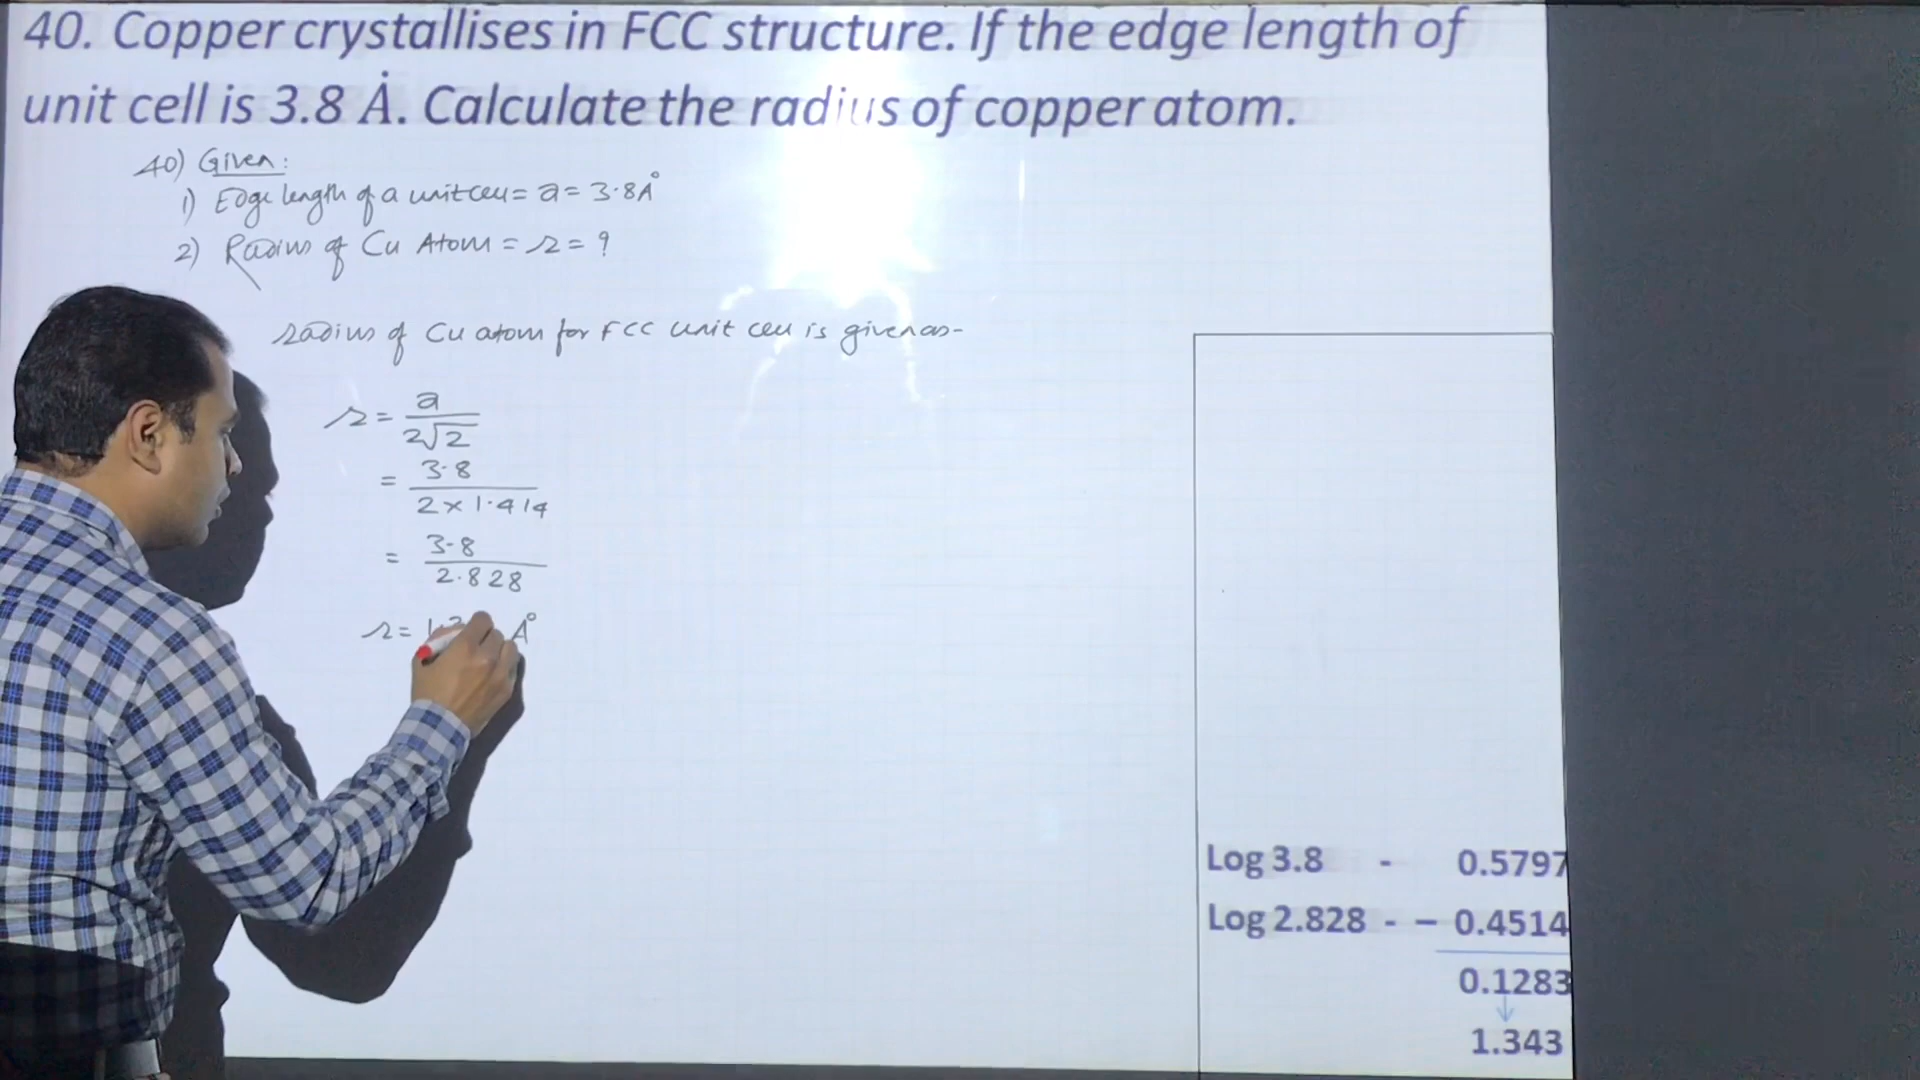 40. Copper crystallises in FCC structure. If the edge length of
unit cell is 3.8 Å. Calculate the radius of copper atom.
40) Given:
1) Edge length of a unit cell = a = 3.8 Å
2) Radius of Cu Atom = r = ?
radius of Cu atom for FCC unit cell is given as-
r = a / 2√2
= 3.8 / 2 x 1.414
= 3.8 / 2.828
r = Å
Log 3.8 - 0.5797
Log 2.828 - – 0.4514
0.1283
↓
1.343